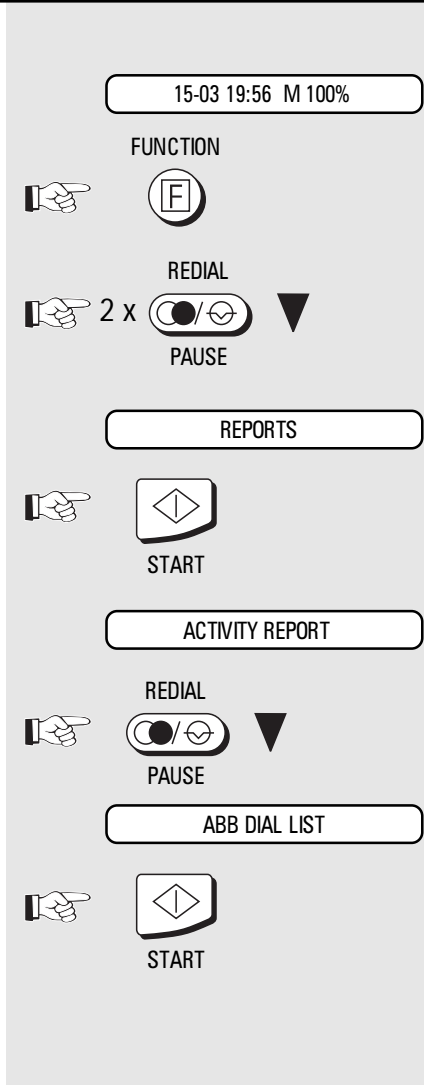 15-03 19:56 M 100%
FUNCTION
F
REDIAL
2 x
/
PAUSE
REPORTS
START
ACTIVITY REPORT
REDIAL
/
PAUSE
ABB DIAL LIST
START